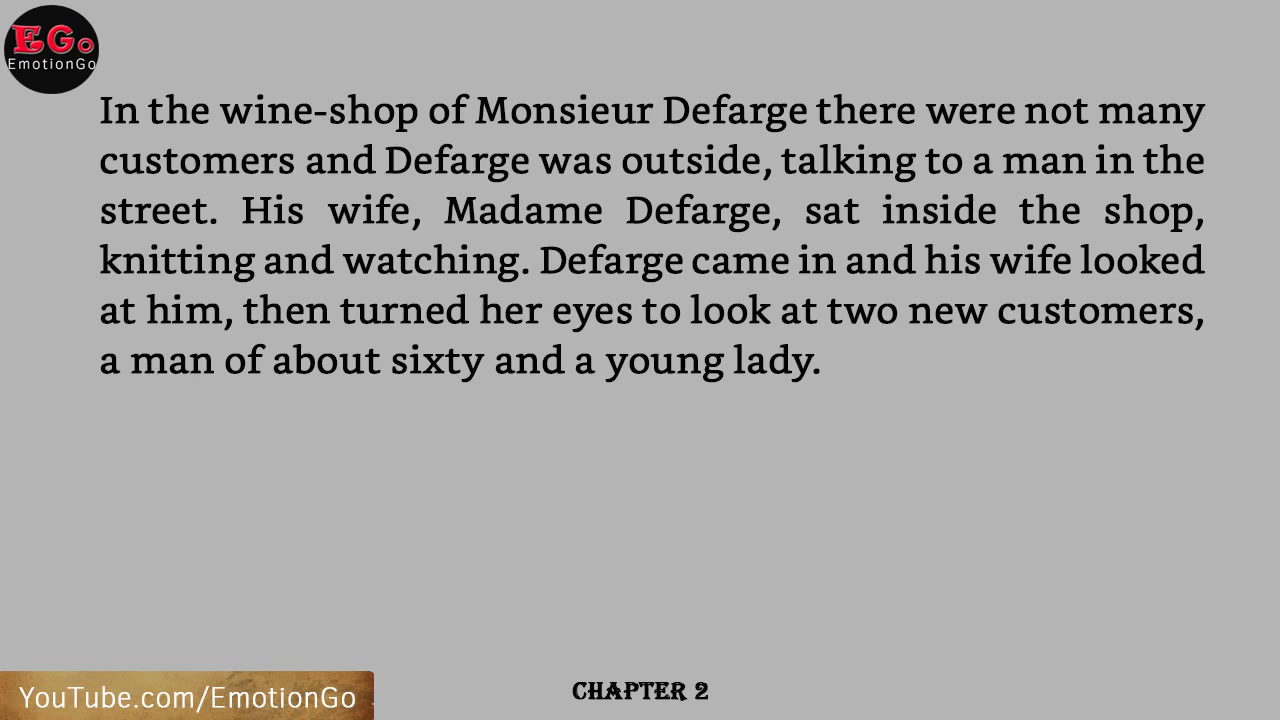 EGo
EmotionGo
In the wine-shop of Monsieur Defarge there were not many
customers and Defarge was outside, talking to a man in the
street. His wife, Madame Defarge, sat inside the shop,
knitting and watching. Defarge came in and his wife looked
at him, then turned her eyes to look at two new customers,
a man of about sixty and a young lady.
YouTube.com/EmotionGo
CHAPTER 2